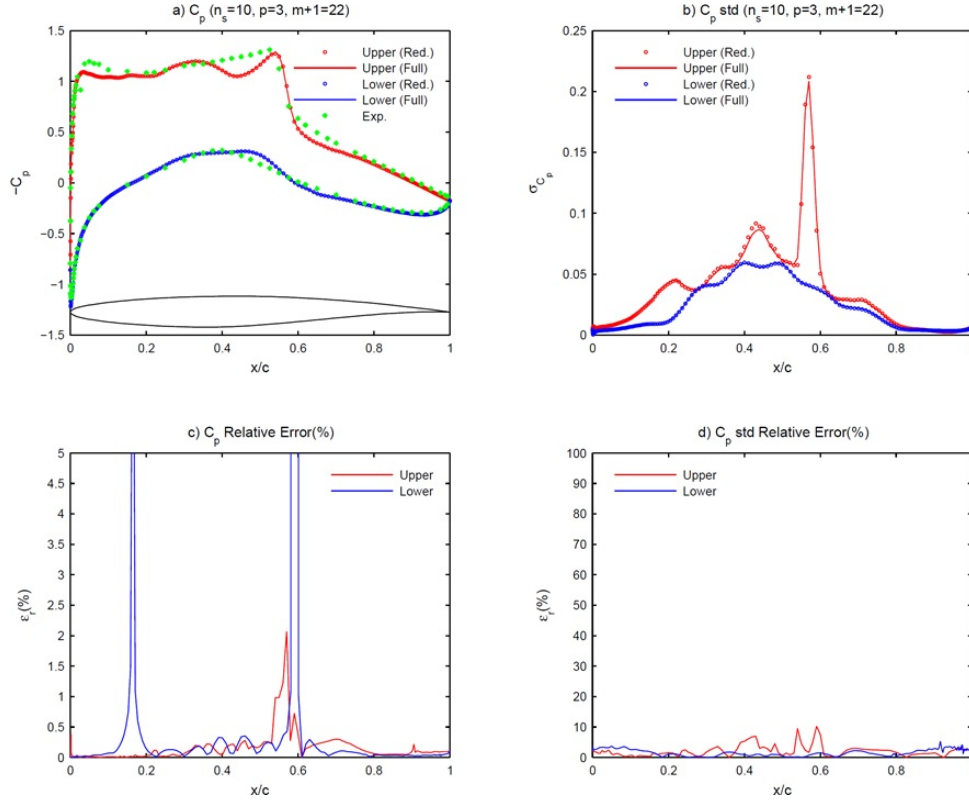 a) C_p (n_s=10, p=3, m+1=22)
1.5
1
0.5
0
−0.5
−1
−1.5
−C_p
0
0.2
0.4
0.6
0.8
1
x/c
Upper (Red.)
Upper (Full)
Lower (Red.)
Lower (Full)
Exp.
b) C_p std (n_s=10, p=3, m+1=22)
0.25
0.2
0.15
0.1
0.05
0
σ_C_p
0
0.2
0.4
0.6
0.8
x/c
Upper (Red.)
Upper (Full)
Lower (Red.)
Lower (Full)
c) C_p Relative Error(%)
5
4.5
4
3.5
3
2.5
2
1.5
1
0.5
0
ε_r(%)
0
0.2
0.4
0.6
0.8
1
x/c
Upper
Lower
d) C_p std Relative Error(%)
100
90
80
70
60
50
40
30
20
10
0
ε_r(%)
0
0.2
0.4
0.6
0.8
x/c
Upper
Lower